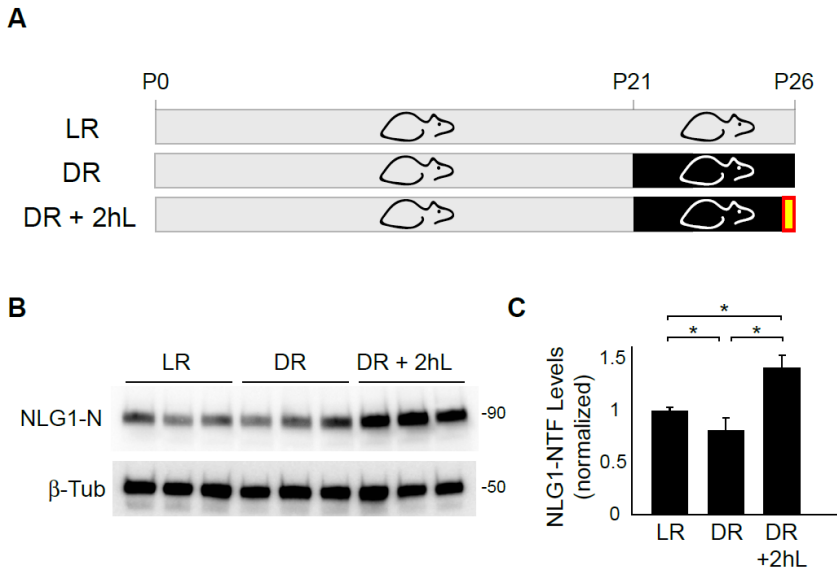 A
P0 P21 P26
LR
DR
DR + 2hL
B
LR DR DR + 2hL
NLG1-N -90
β-Tub -50
C
* 
* *
NLG1-NTF Levels
(normalized)
1.5
1
0.5
0
LR DR DR
+2hL